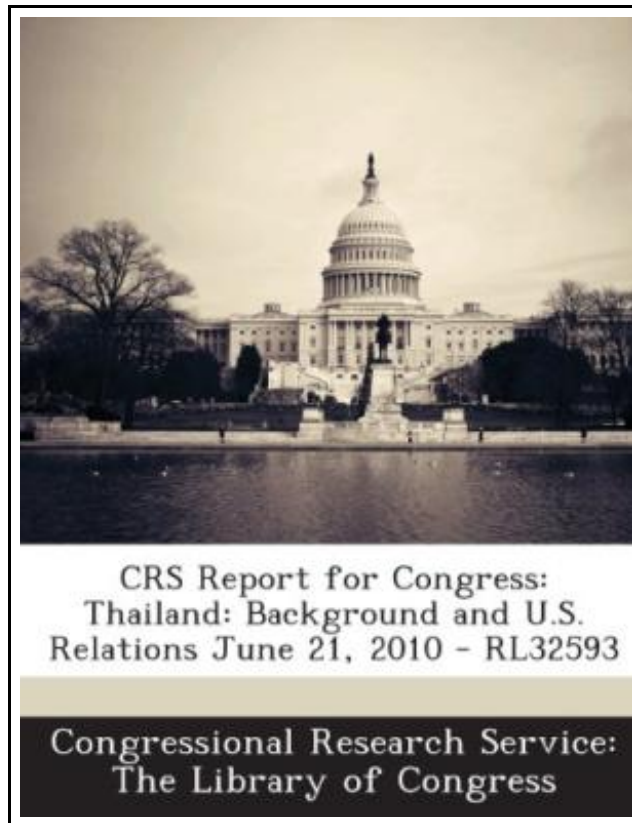 CRS Report for Congress:
Thailand: Background and U.S.
Relations June 21, 2010 - RL32593
Congressional Research Service:
The Library of Congress